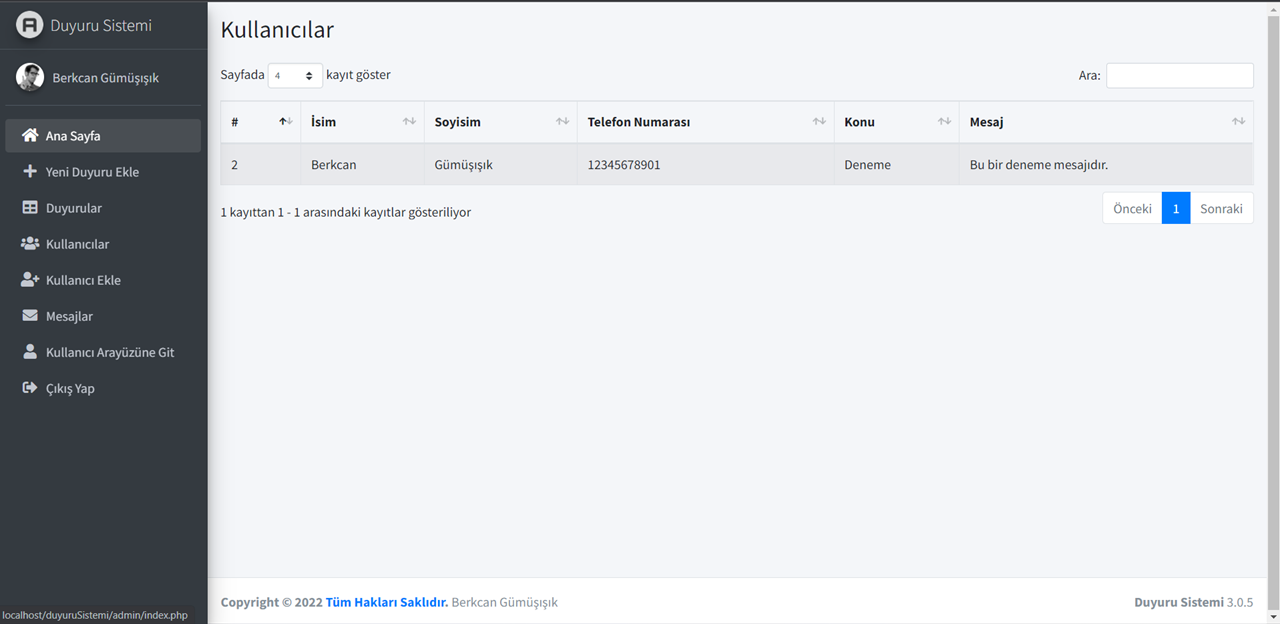 Duyuru Sistemi
Berkcan Gümüşışık
Ana Sayfa
Yeni Duyuru Ekle
Duyurular
Kullanıcılar
Kullanıcı Ekle
Mesajlar
Kullanıcı Arayüzüne Git
Çıkış Yap
localhost/duyuruSistemi/admin/index.php
Kullanıcılar
Sayfada 4 kayıt göster
Ara:
# İsim Soyisim Telefon Numarası Konu Mesaj
2 Berkcan Gümüşışık 12345678901 Deneme Bu bir deneme mesajıdır.
1 kayıttan 1 - 1 arasındaki kayıtlar gösteriliyor
Önceki 1 Sonraki
Copyright © 2022 Tüm Hakları Saklıdır. Berkcan Gümüşışık
Duyuru Sistemi 3.0.5